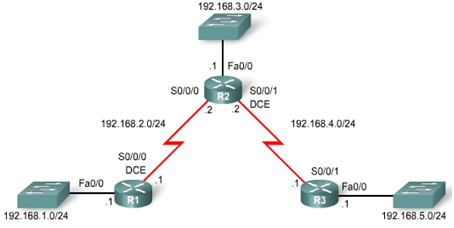 192.168.3.0/24
.1 Fa0/0
S0/0/0 S0/0/1
R2 DCE
.2 .2
192.168.2.0/24 192.168.4.0/24
S0/0/0
DCE
S0/0/1
Fa0/0 .1
.1 Fa0/0
192.168.1.0/24 .1 R1 R3 .1 192.168.5.0/24